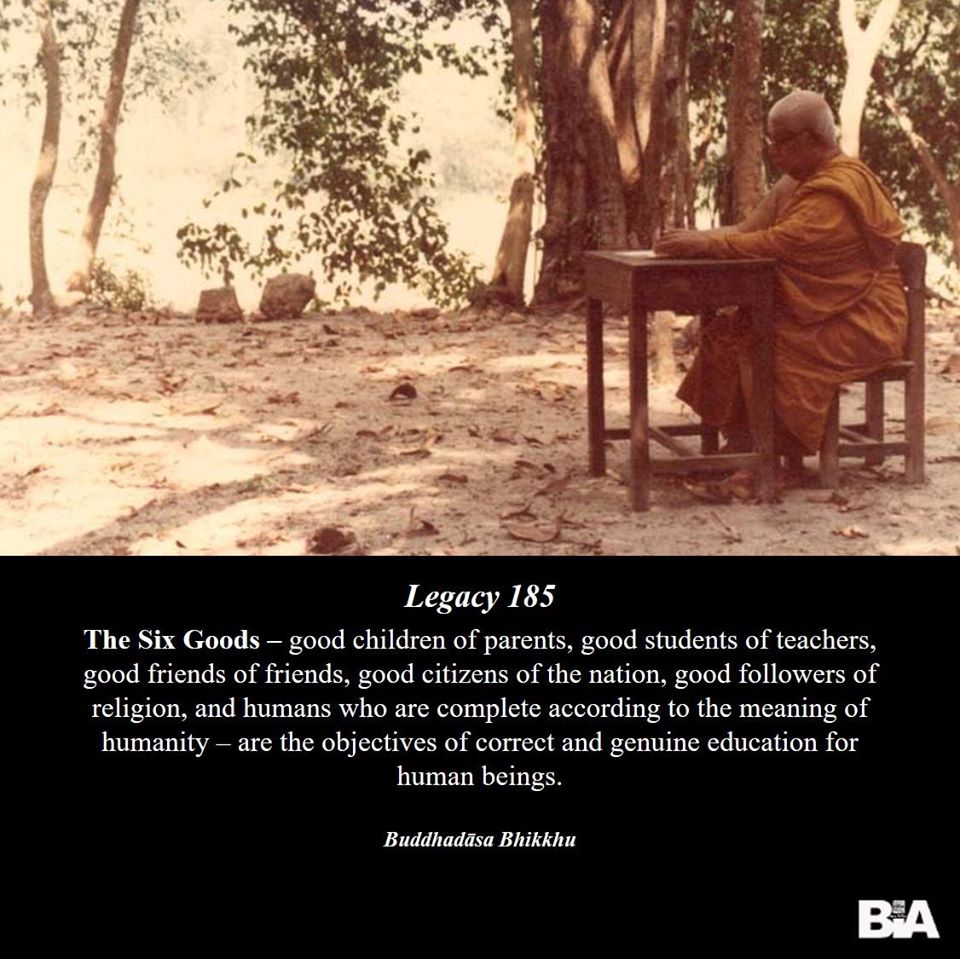 Legacy 185
The Six Goods – good children of parents, good students of teachers,
good friends of friends, good citizens of the nation, good followers of
religion, and humans who are complete according to the meaning of
humanity – are the objectives of correct and genuine education for
human beings.
Buddhadāsa Bhikkhu
BiA